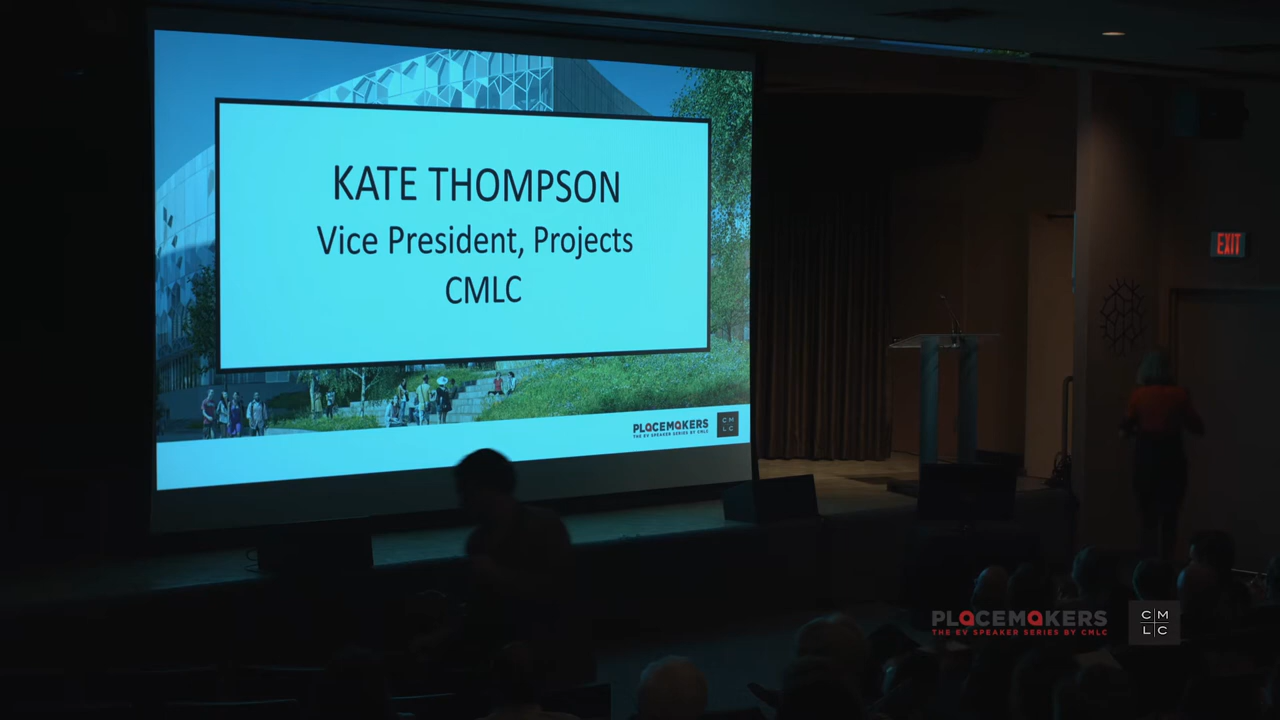 KATE THOMPSON
Vice President, Projects
CMLC
PLACEMAKERS
THE EV SPEAKER SERIES BY CMLC
CM
LC
EXIT
PLACEMAKERS
THE EV SPEAKER SERIES BY CMLC
CM
LC